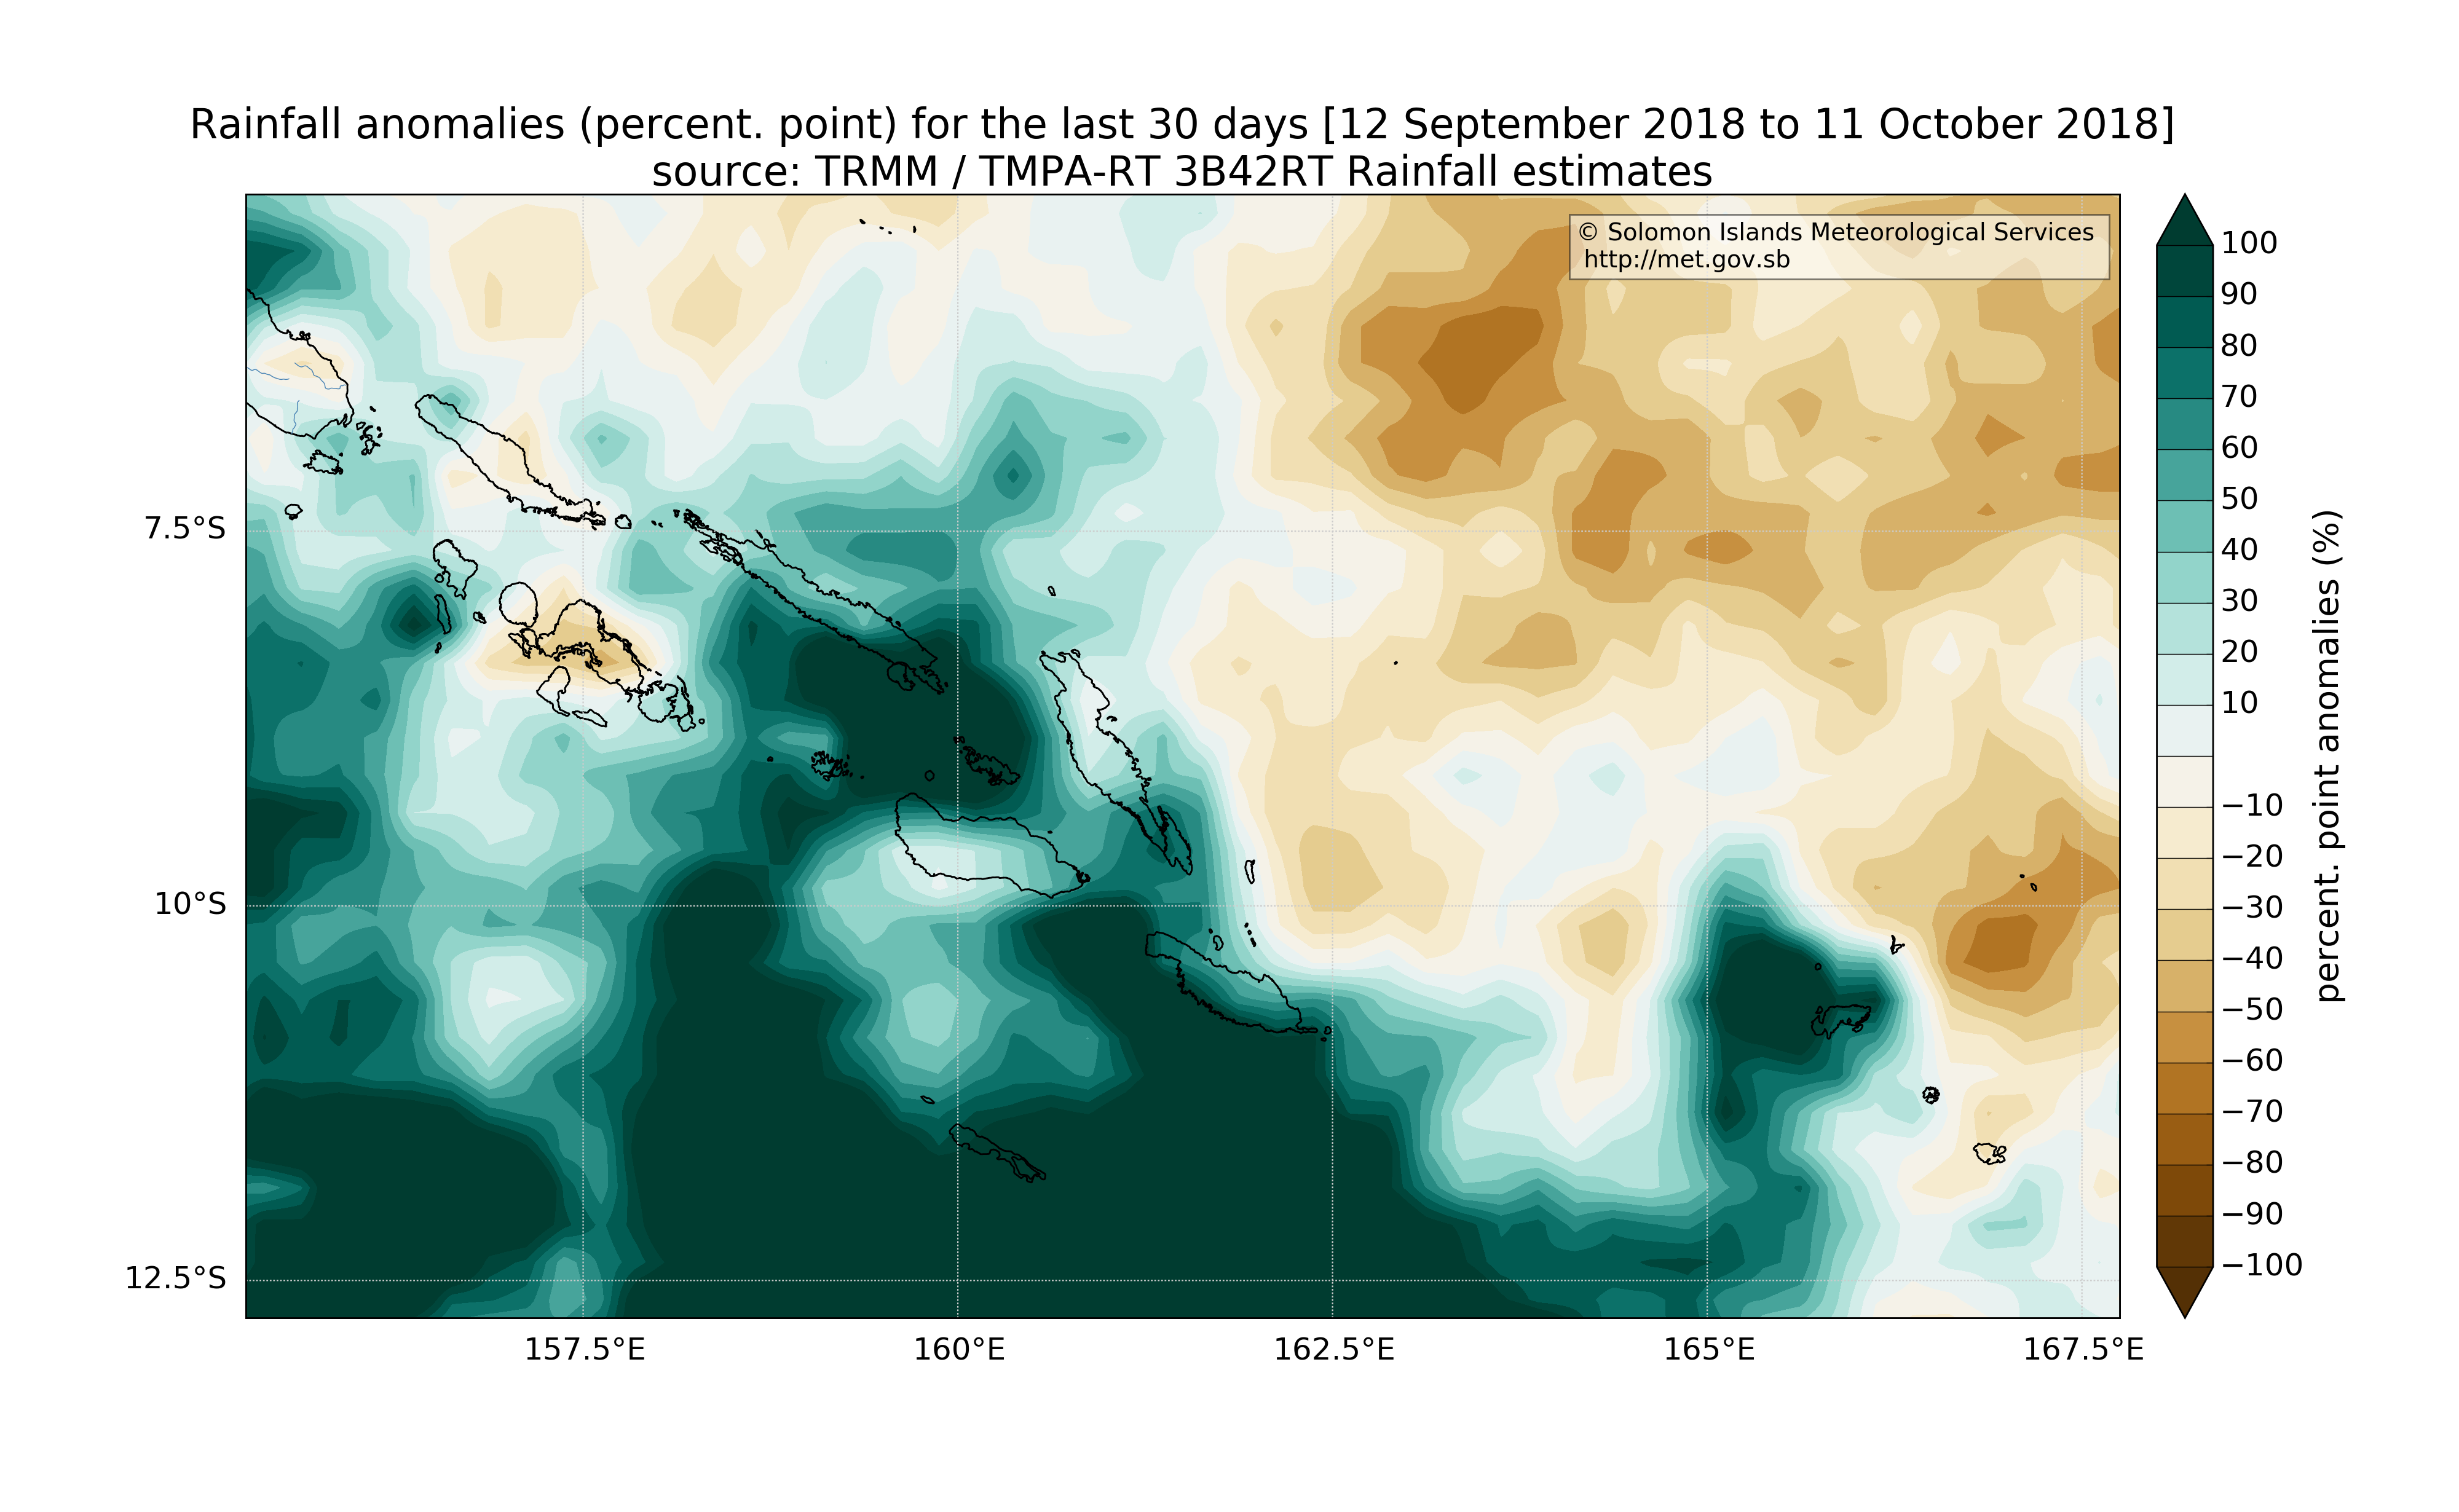 Rainfall anomalies (percent. point) for the last 30 days [12 September 2018 to 11 October 2018]
source: TRMM / TMPA-RT 3B42RT Rainfall estimates
© Solomon Islands Meteorological Services
http://met.gov.sb
7.5°S
10°S
12.5°S
157.5°E
160°E
162.5°E
165°E
167.5°E
100
90
80
70
60
50
40
30
20
10
−10
−20
−30
−40
−50
−60
−70
−80
−90
−100
percent. point anomalies (%)